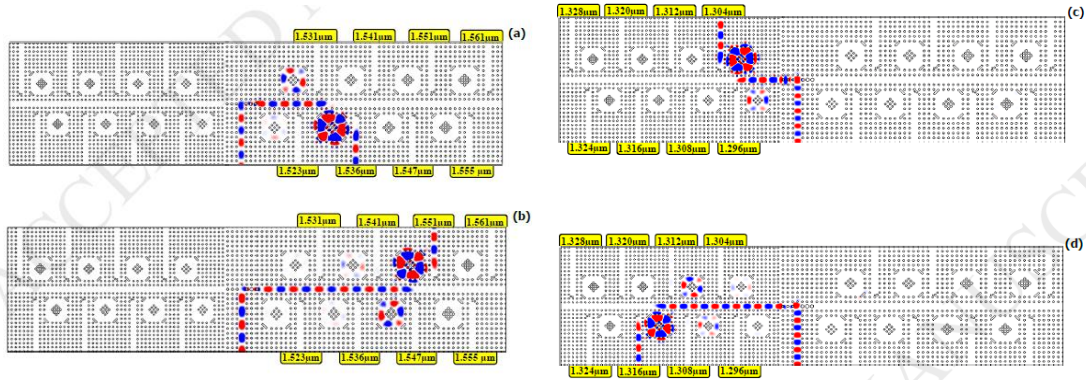 1.531µm 1.541µm 1.551µm 1.561µm (a)
1.523µm 1.536µm 1.547µm 1.555 µm
1.531µm 1.541µm 1.551µm 1.561µm (b)
1.523µm 1.536µm 1.547µm 1.555 µm
1.328µm 1.320µm 1.312µm 1.304µm (c)
1.324µm 1.316µm 1.308µm 1.296µm
1.328µm 1.320µm 1.312µm 1.304µm (d)
1.324µm 1.316µm 1.308µm 1.296µm